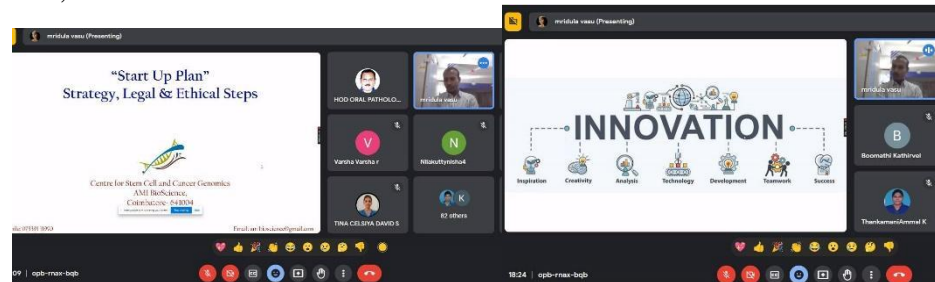 mridula vasu (Presenting)
"Start Up Plan"
Strategy, Legal & Ethical Steps
Centre for Stem Cell and Cancer Genomics
AMI BioScience,
Coimbatore- 641004
HOD ORAL PATHOLO...
mridula vasu
V
Varsha Varsha r
N
Nilakuttynisha4
TINA CELSIYA DAVID S
K
62 others
09 | opb-rnax-bqb
mridula vasu (Presenting)
INNOVATION
Inspiration
Creativity
Analysis
Technology
Development
Teamwork
Success
mridula vasu
B
Boomathi Kathirvel
ThankamaniAmmal K
18:24 | opb-rnax-bqb